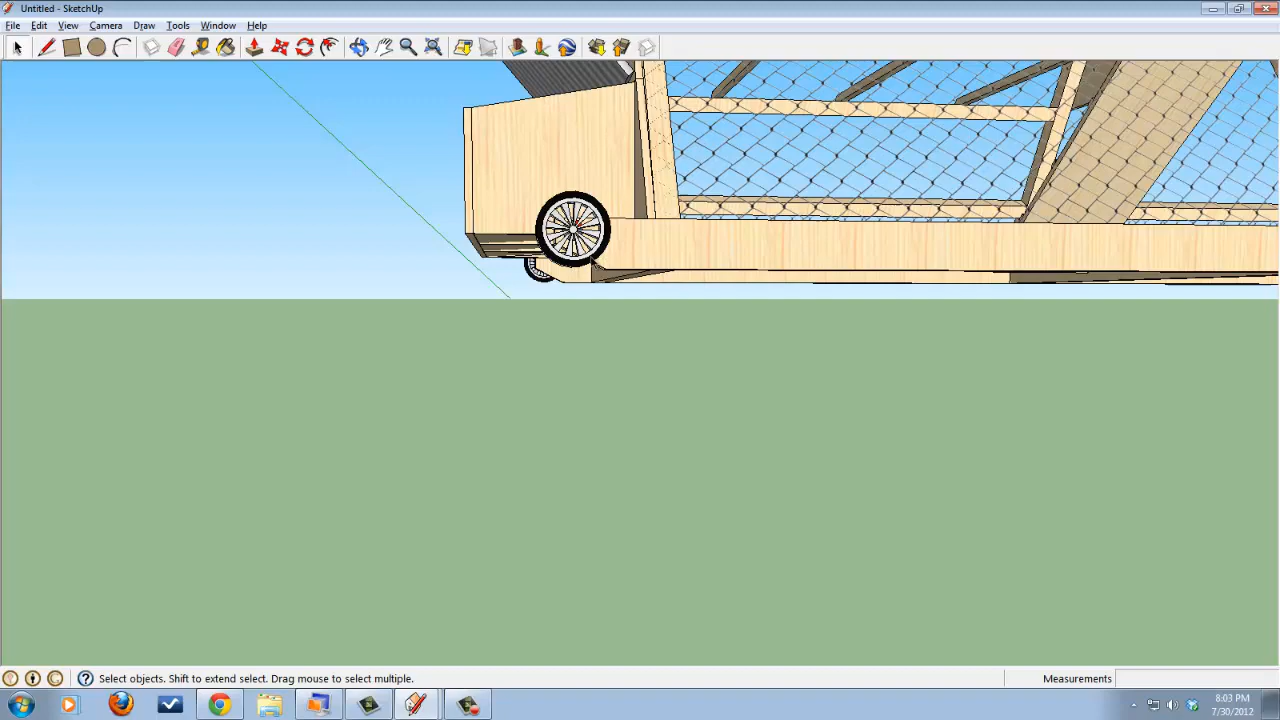 Untitled - SketchUp
File Edit View Camera Draw Tools Window Help
Select objects. Shift to extend select. Drag mouse to select multiple.
Measurements
8:03 PM
7/30/2012